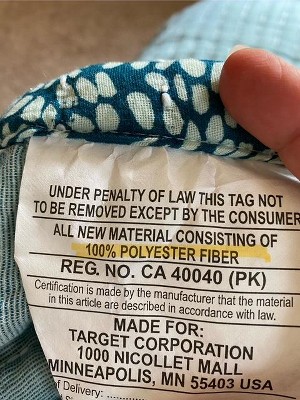 UNDER PENALTY OF LAW THIS TAG NOT
TO BE REMOVED EXCEPT BY THE CONSUMER
ALL NEW MATERIAL CONSISTING OF
100% POLYESTER FIBER
REG. NO. CA 40040 (PK)
Certification is made by the manufacturer that the material
in this article are described in accordance with law.
MADE FOR:
TARGET CORPORATION
1000 NICOLLET MALL
MINNEAPOLIS, MN 55403 USA
of Delivery: ..............